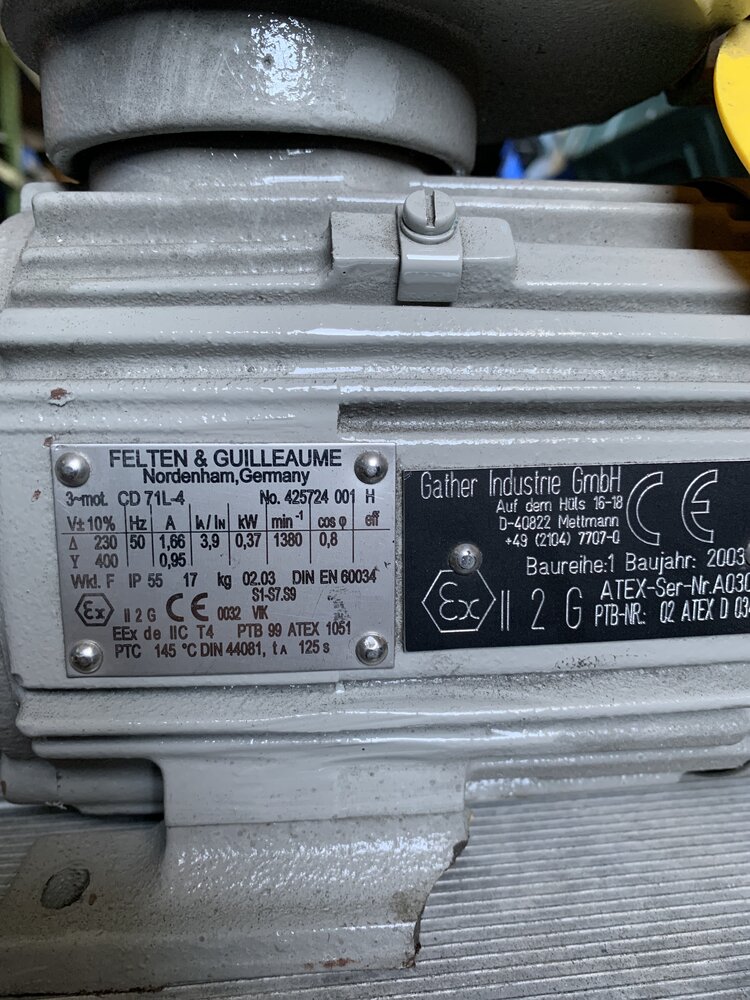 FELTEN & GUILLEAUME
Nordenham,Germany
3~mot. CD 71L-4 No. 425724 001 H
V±10% Hz A IA/IN kW min⁻¹ cos φ eff
Δ 230 50 1,66 3,9 0,37 1380 0,8
Y 400 0,95
Wkl. F IP 55 17 kg 02.03 DIN EN 60034
S1-S7.S9
Ex II 2 G CE 0032 VIK
EEx de IIC T4 PTB 99 ATEX 1051
PTC 145 °C DIN 44081, tA 125 s
Gather Industrie GmbH
Auf dem Hüls 16-18
D-40822 Mettmann
+49 (2104) 7707-0
CE
Baureihe:1 Baujahr: 2003
ATEX-Ser-Nr.A030
Ex II 2 G PTB-NR.: 02 ATEX D 03